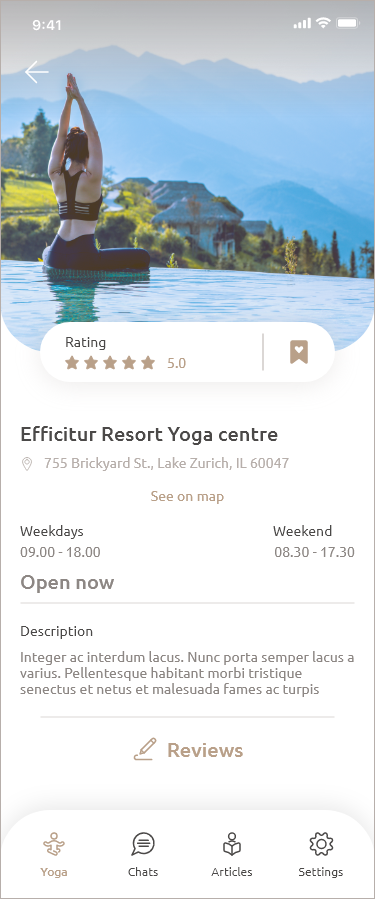 9:41
Rating
5.0
Efficitur Resort Yoga centre
755 Brickyard St., Lake Zurich, IL 60047
See on map
Weekdays Weekend
09.00 - 18.00 08.30 - 17.30
Open now
Description
Integer ac interdum lacus. Nunc porta semper lacus a
varius. Pellentesque habitant morbi tristique
senectus et netus et malesuada fames ac turpis
Reviews
Yoga Chats Articles Settings